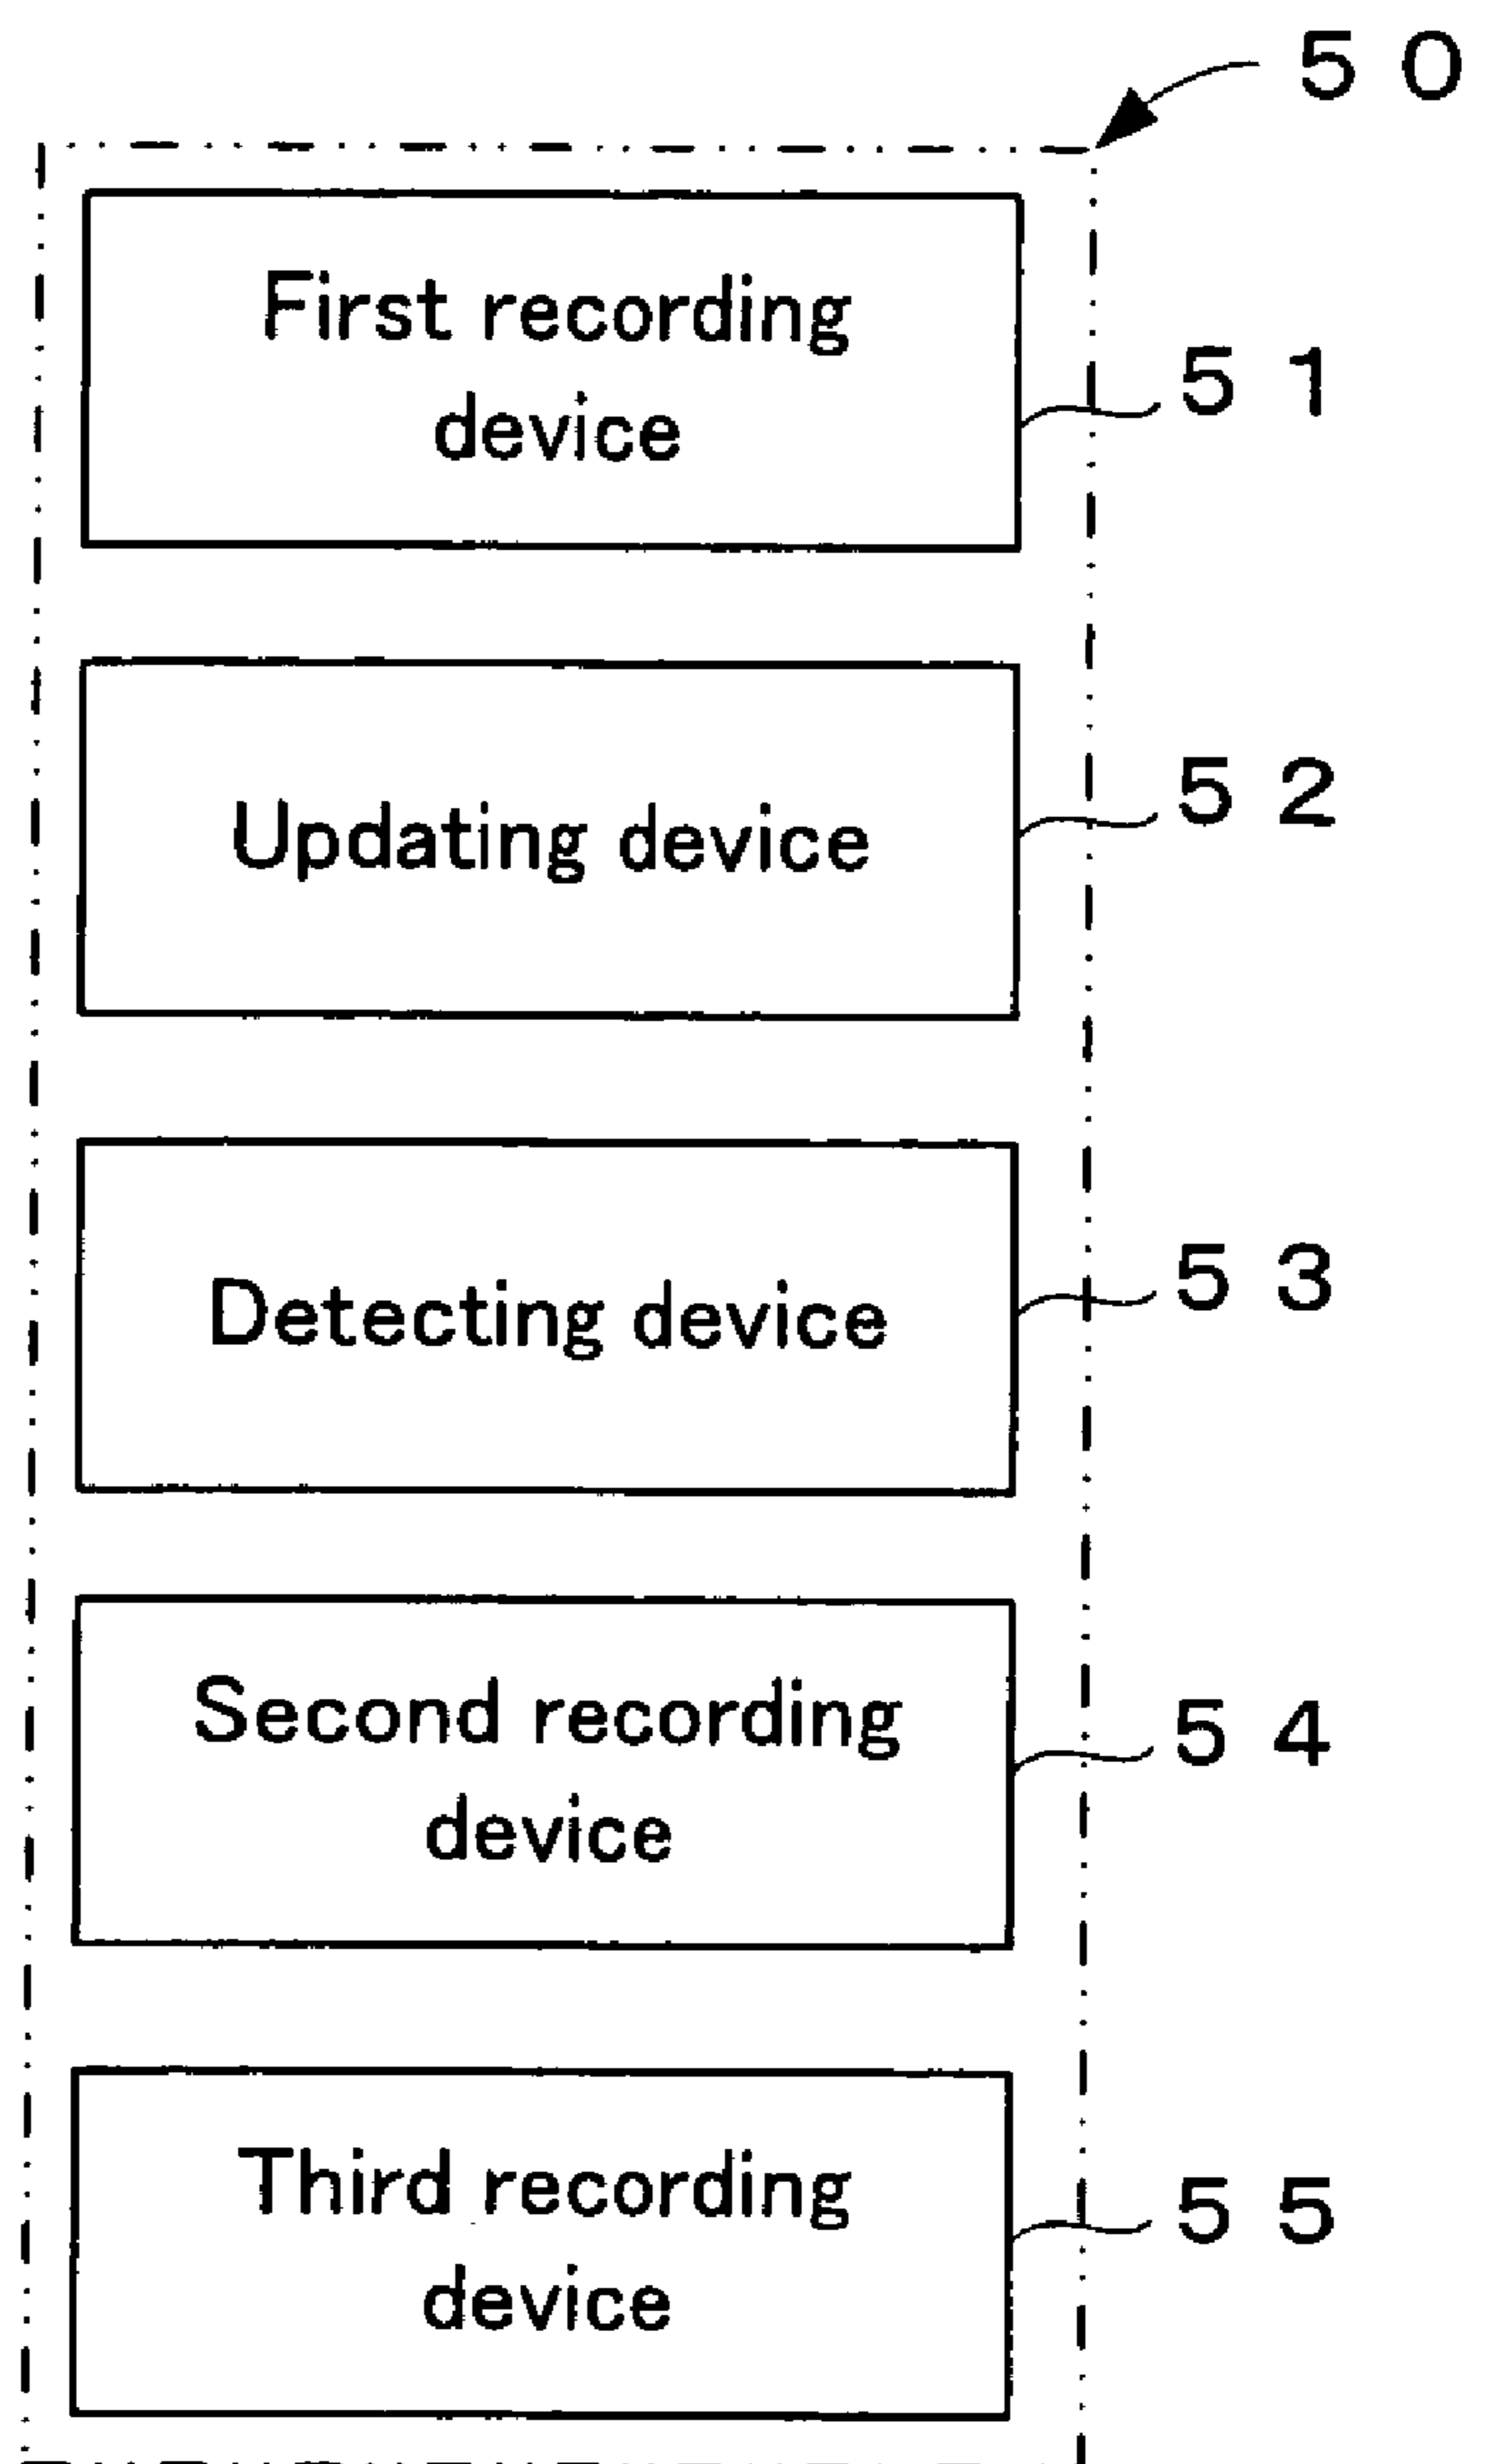 ５０
First recording
device
５１
Updating device
５２
Detecting device
５３
Second recording
device
５４
Third recording
device
５５